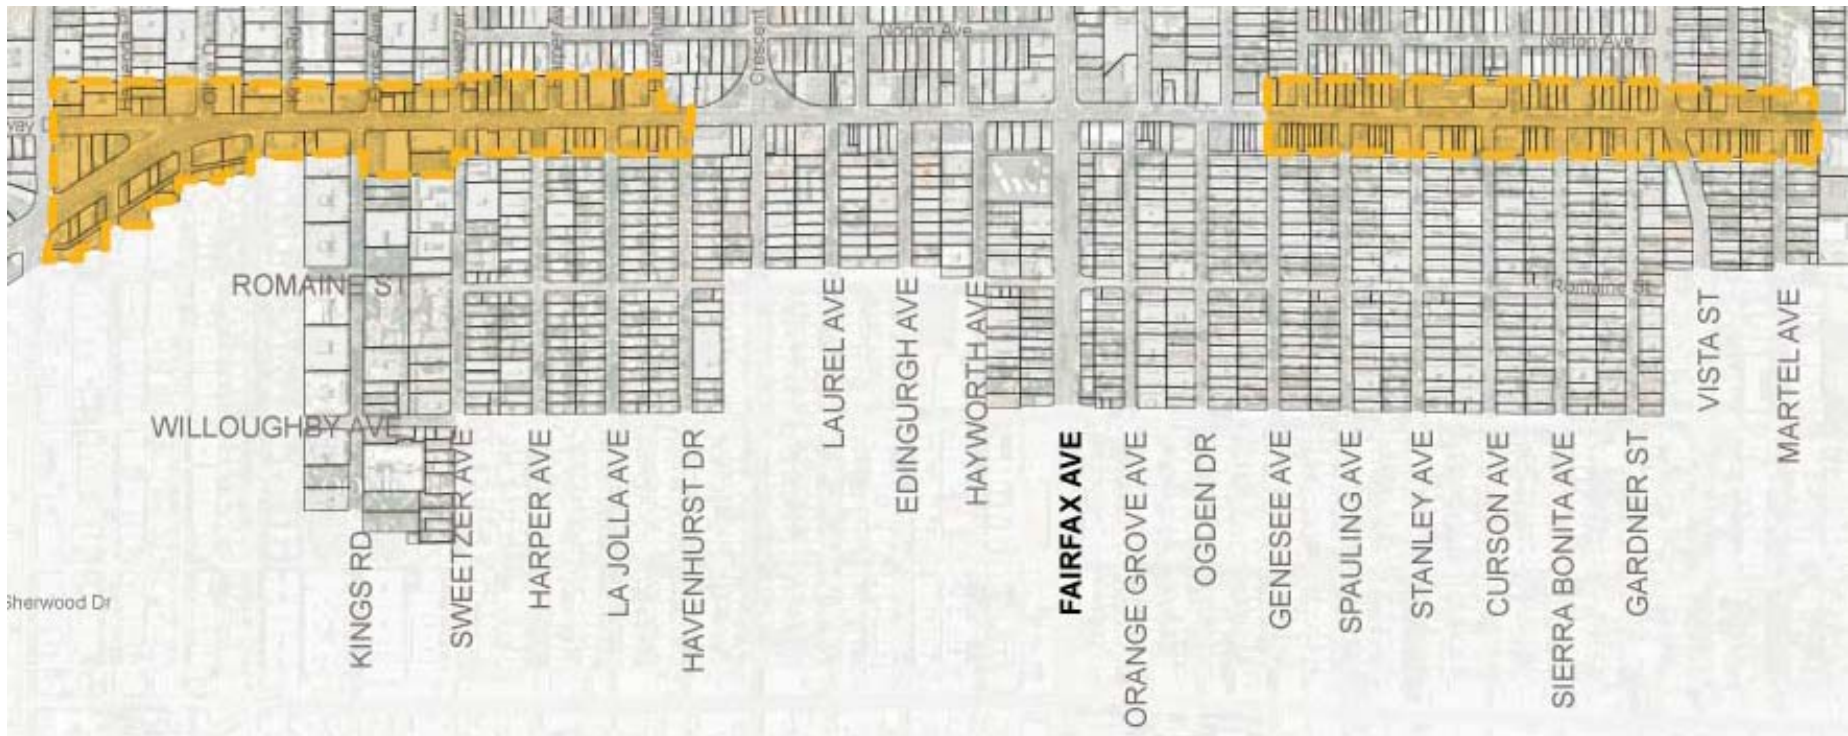 Norton Ave
Norton Ave
Crescent
ROMAINE ST
Romaine St
WILLOUGHBY AVE
LAUREL AVE
EDINGURGH AVE
HAYWORTH AVE
VISTA ST
MARTEL AVE
KINGS RD
SWEETZER AVE
HARPER AVE
LA JOLLA AVE
HAVENHURST DR
FAIRFAX AVE
ORANGE GROVE AVE
OGDEN DR
GENESEE AVE
SPAULING AVE
STANLEY AVE
CURSON AVE
SIERRA BONITA AVE
GARDNER ST
Sherwood Dr